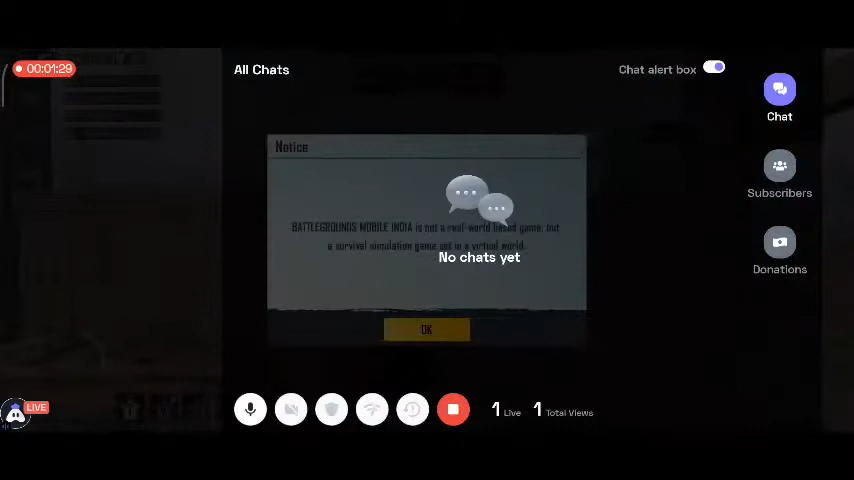 00:01:29
All Chats
Chat alert box
Chat
Notice
Subscribers
BATTLEGROUNDS MOBILE INDIA is not a real-world based game, but
a survival simulation game set in a virtual world.
No chats yet
Donations
OK
LIVE
1 Live 1 Total Views